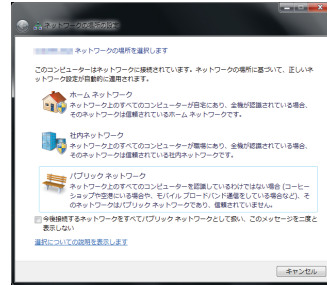 ネットワークの場所の設定
ネットワークの場所を選択します
このコンピューターはネットワークに接続されています。ネットワークの場所に基づいて、正しいネ
ットワーク設定が自動的に適用されます。
ホーム ネットワーク
ネットワーク上のすべてのコンピューターが自宅にあり、全機が認識されている場合、
そのネットワークは信頼されているホーム ネットワークです。
社内ネットワーク
ネットワーク上のすべてのコンピューターが職場にあり、全機が認識されている場合、
そのネットワークは信頼されている社内ネットワークです。
パブリック ネットワーク
ネットワーク上のすべてのコンピューターを認識しているわけではない場合 (コーヒー
ショップや空港にいる場合や、モバイル ブロードバンド通信をしている場合など)、そ
のネットワークはパブリック ネットワークであり、信頼されていません。
今後接続するネットワークをすべてパブリック ネットワークとして扱い、このメッセージを二度と
表示しない
選択についての説明を表示します
キャンセル